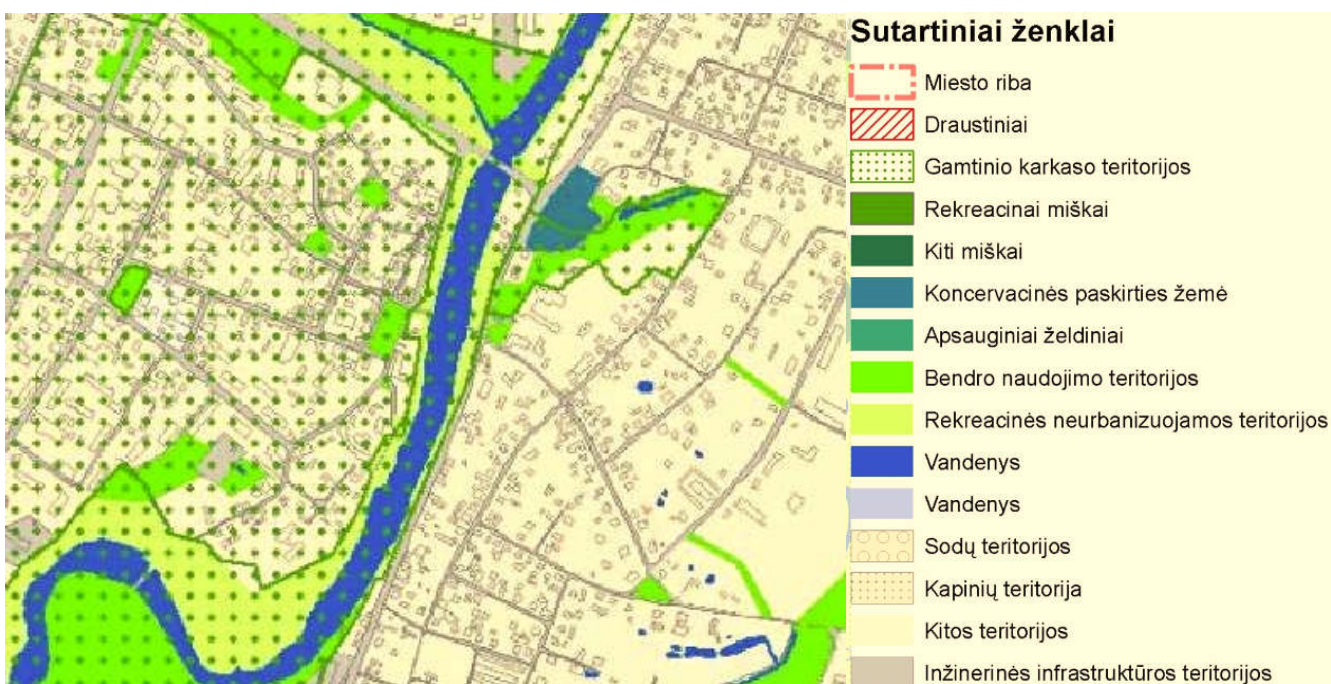 Sutartiniai ženklai
Miesto riba
Draustiniai
Gamtinio karkaso teritorijos
Rekreacinai miškai
Kiti miškai
Koncervacinės paskirties žemė
Apsauginiai želdiniai
Bendro naudojimo teritorijos
Rekreacinės neurbanizuojamos teritorijos
Vandenys
Vandenys
Sodų teritorijos
Kapinių teritorija
Kitos teritorijos
Inžinerinės infrastruktūros teritorijos